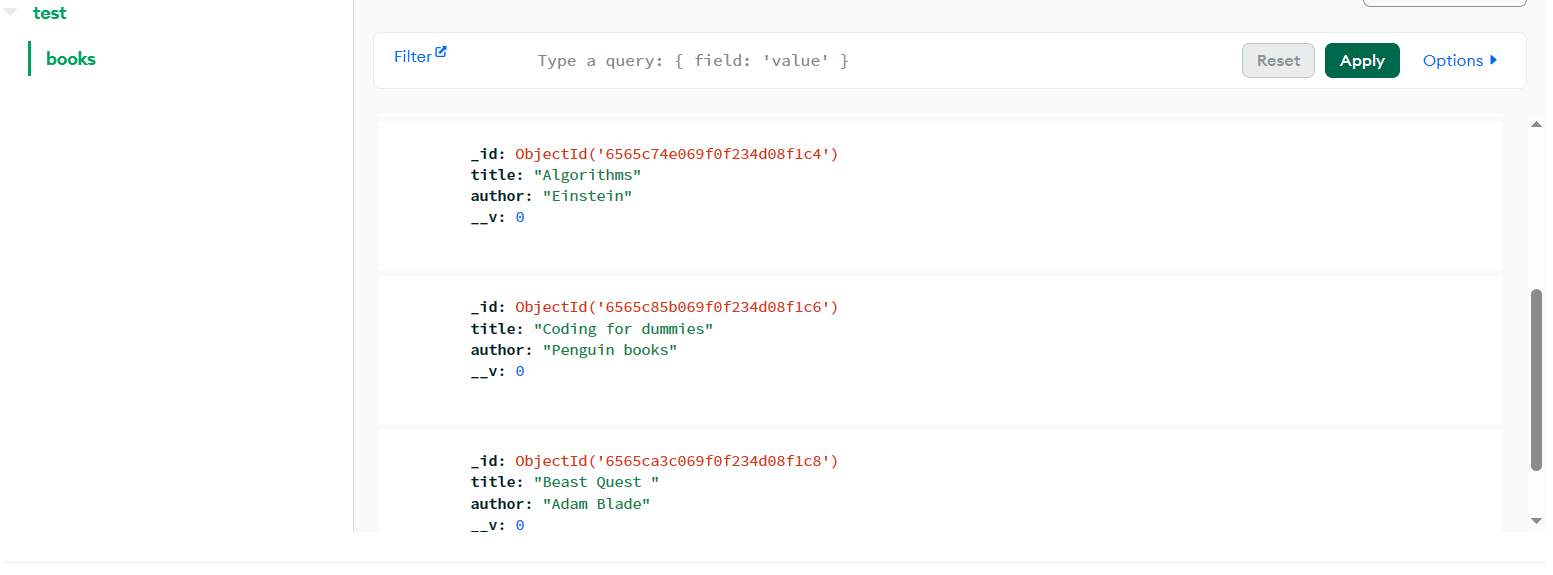 test
books
Filter
Type a query: { field: 'value' }
Reset
Apply
Options
_id: ObjectId('6565c74e069f0f234d08f1c4')
title: "Algorithms"
author: "Einstein"
__v: 0
_id: ObjectId('6565c85b069f0f234d08f1c6')
title: "Coding for dummies"
author: "Penguin books"
__v: 0
_id: ObjectId('6565ca3c069f0f234d08f1c8')
title: "Beast Quest "
author: "Adam Blade"
__v: 0